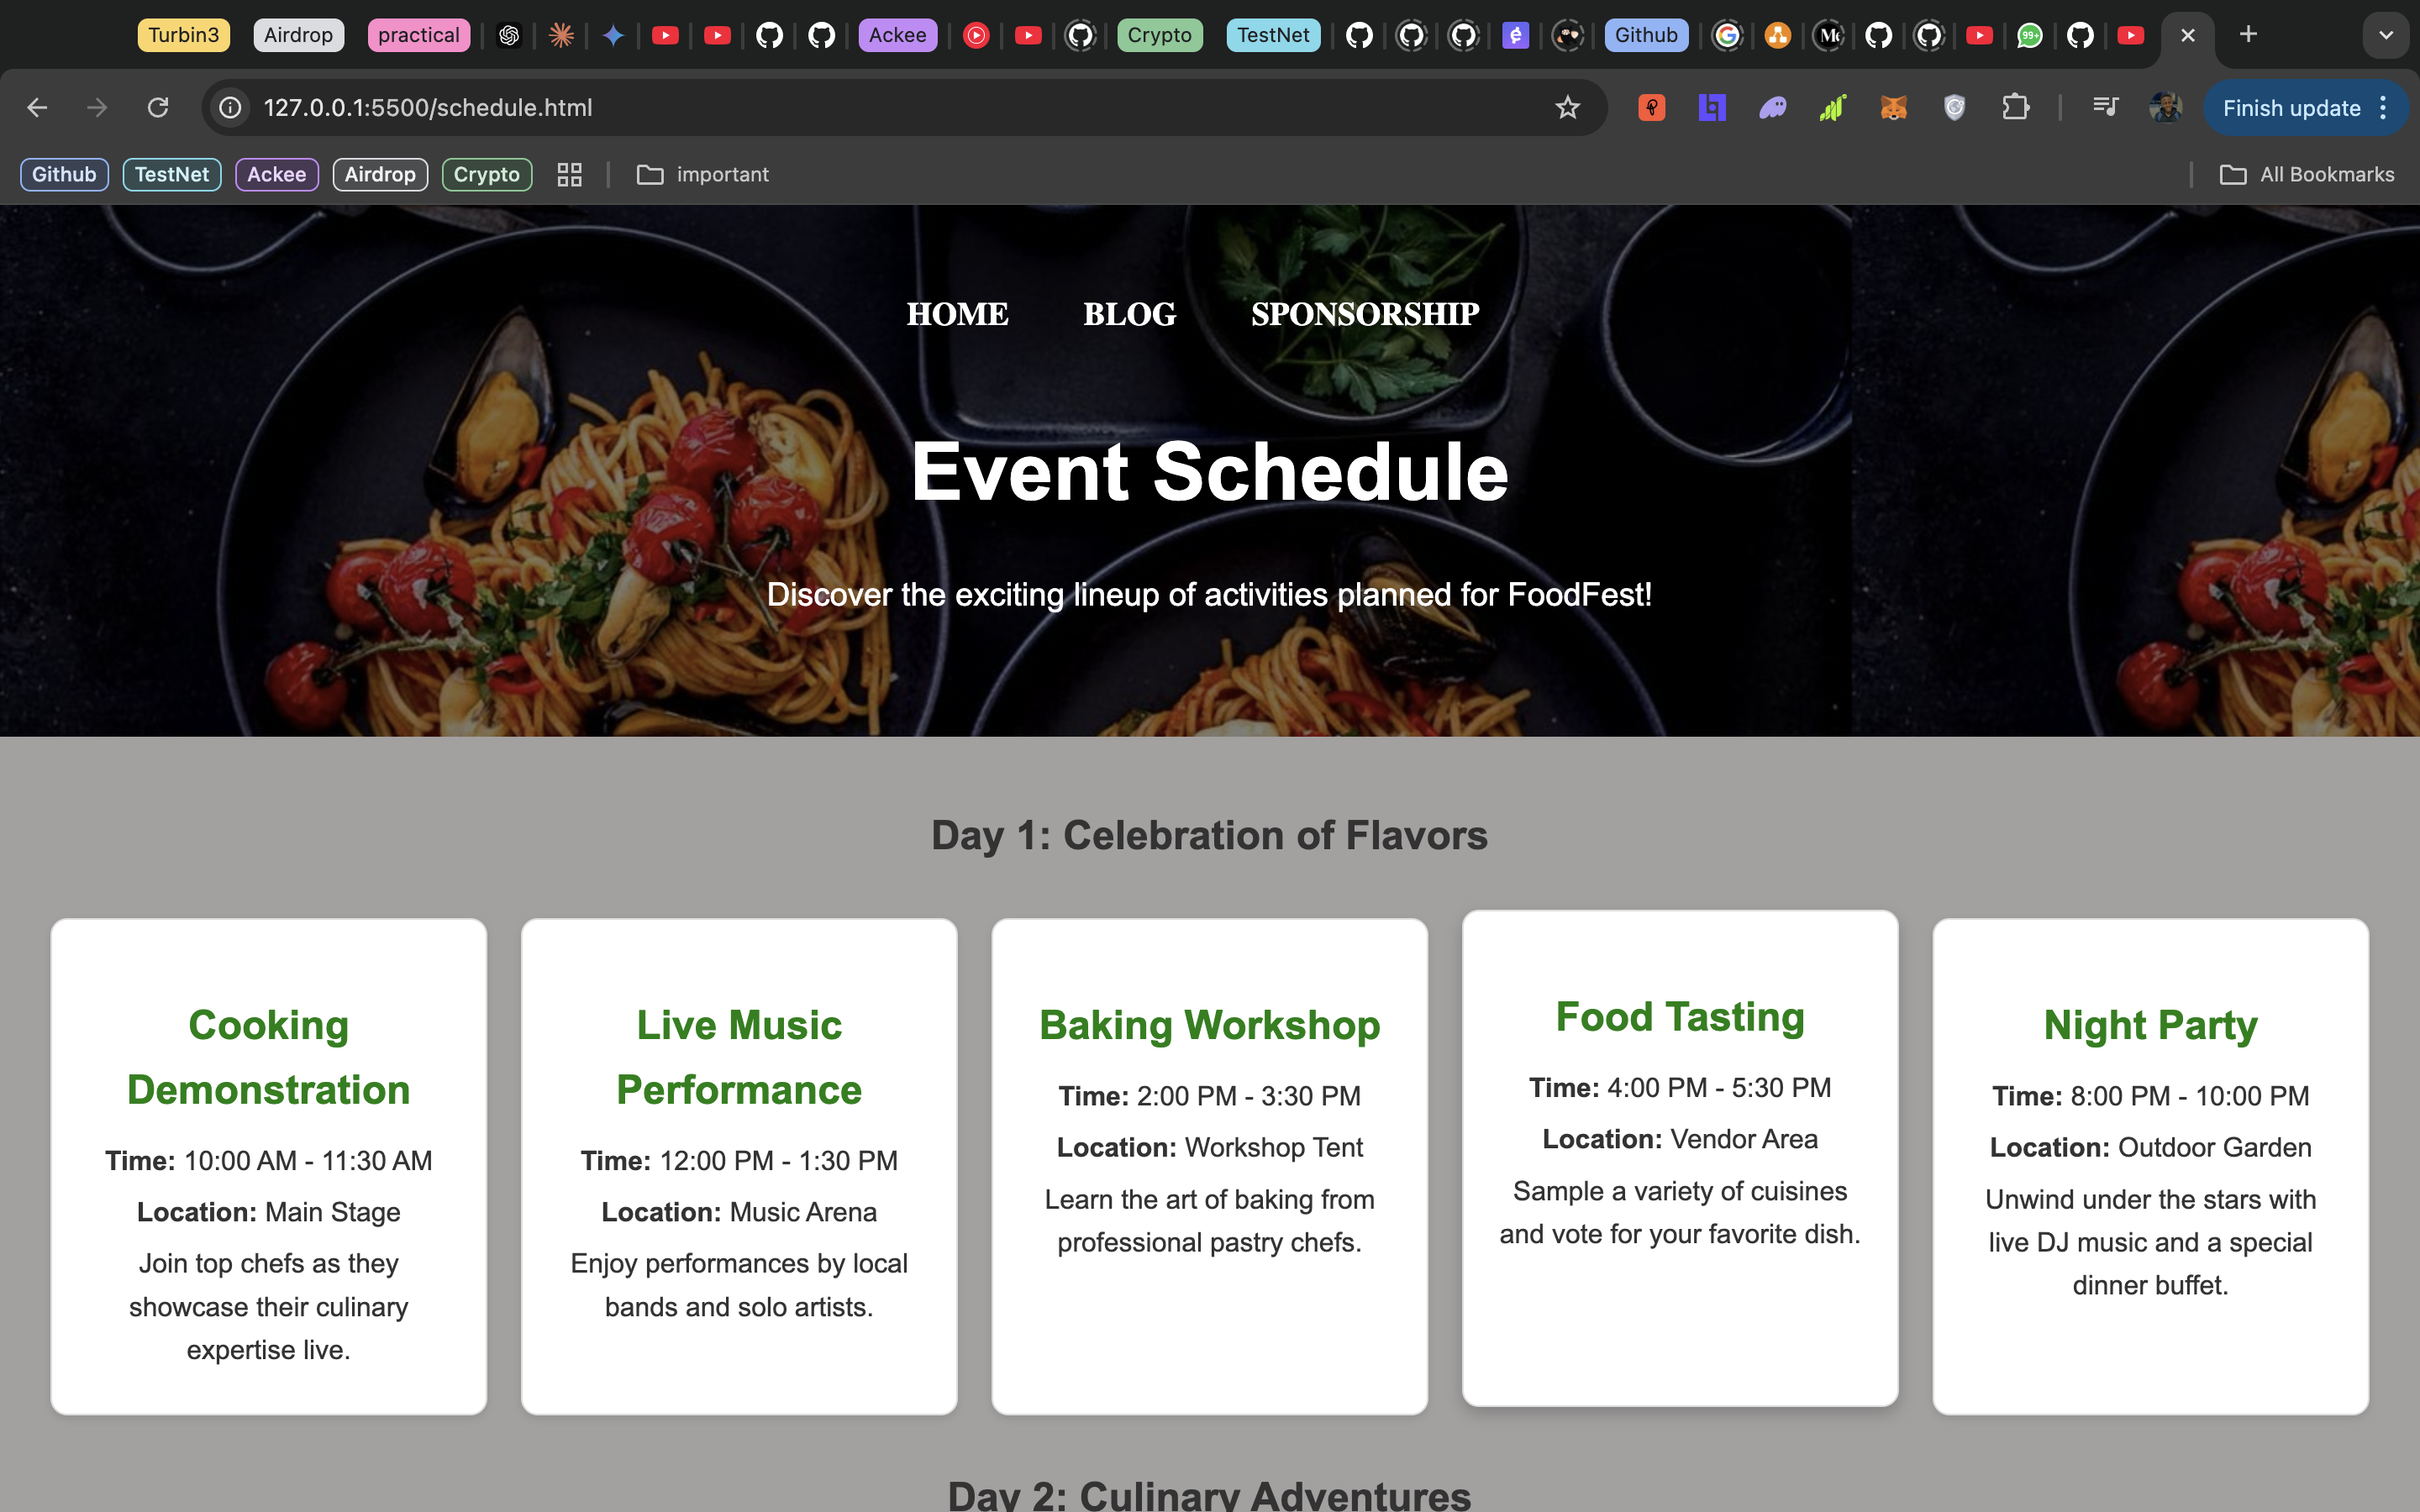 Turbin3 Airdrop practical Ackee Crypto TestNet Github 99+
127.0.0.1:5500/schedule.html
Finish update
Github TestNet Ackee Airdrop Crypto important All Bookmarks
HOME BLOG SPONSORSHIP
Event Schedule
Discover the exciting lineup of activities planned for FoodFest!
Day 1: Celebration of Flavors
Cooking
Demonstration
Time: 10:00 AM - 11:30 AM
Location: Main Stage
Join top chefs as they
showcase their culinary
expertise live.
Live Music
Performance
Time: 12:00 PM - 1:30 PM
Location: Music Arena
Enjoy performances by local
bands and solo artists.
Baking Workshop
Time: 2:00 PM - 3:30 PM
Location: Workshop Tent
Learn the art of baking from
professional pastry chefs.
Food Tasting
Time: 4:00 PM - 5:30 PM
Location: Vendor Area
Sample a variety of cuisines
and vote for your favorite dish.
Night Party
Time: 8:00 PM - 10:00 PM
Location: Outdoor Garden
Unwind under the stars with
live DJ music and a special
dinner buffet.
Day 2: Culinary Adventures